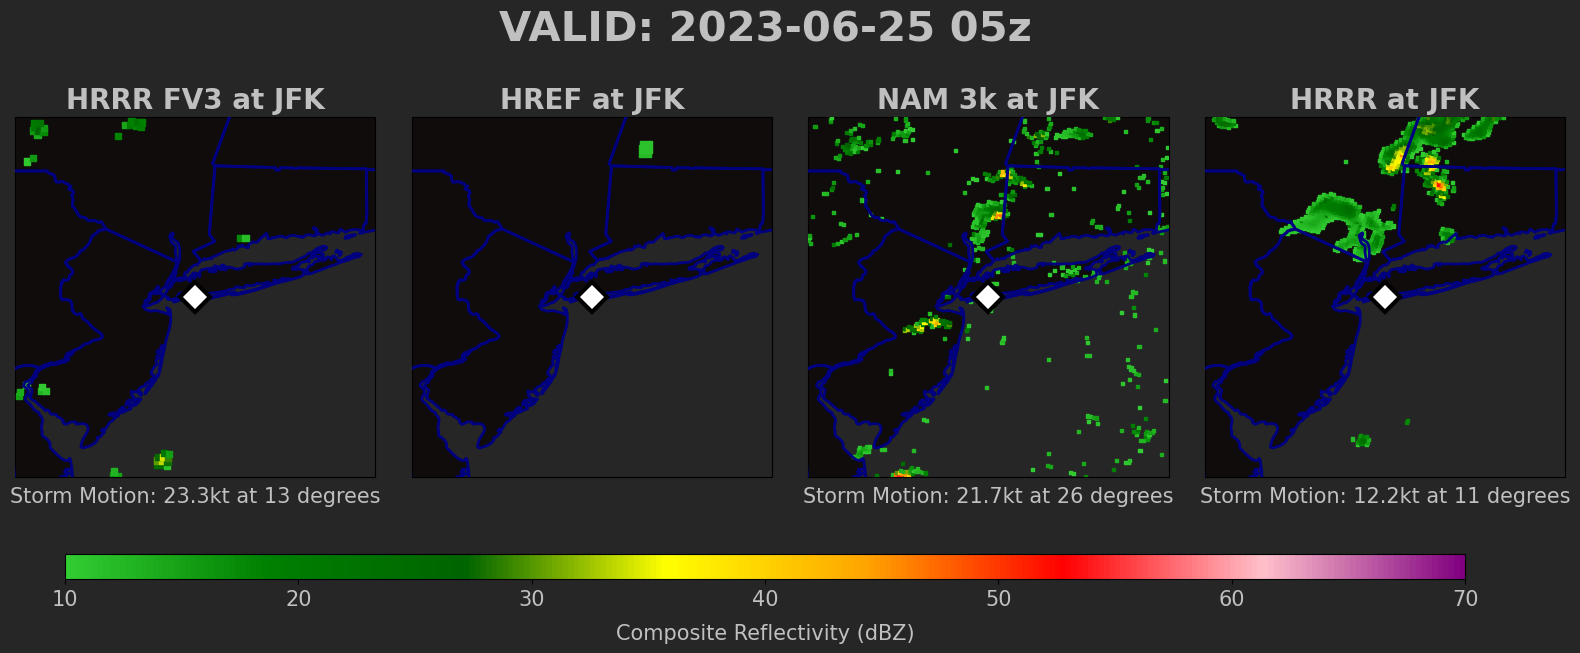 VALID: 2023-06-25 05z
HRRR FV3 at JFK
HREF at JFK
NAM 3k at JFK
HRRR at JFK
Storm Motion: 23.3kt at 13 degrees
Storm Motion: 21.7kt at 26 degrees
Storm Motion: 12.2kt at 11 degrees
10 20 30 40 50 60 70
Composite Reflectivity (dBZ)